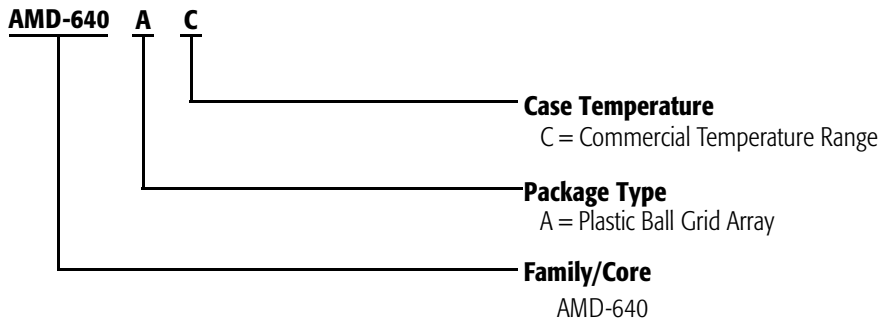 AMD-640 A C
Case Temperature
C = Commercial Temperature Range
Package Type
A = Plastic Ball Grid Array
Family/Core
AMD-640